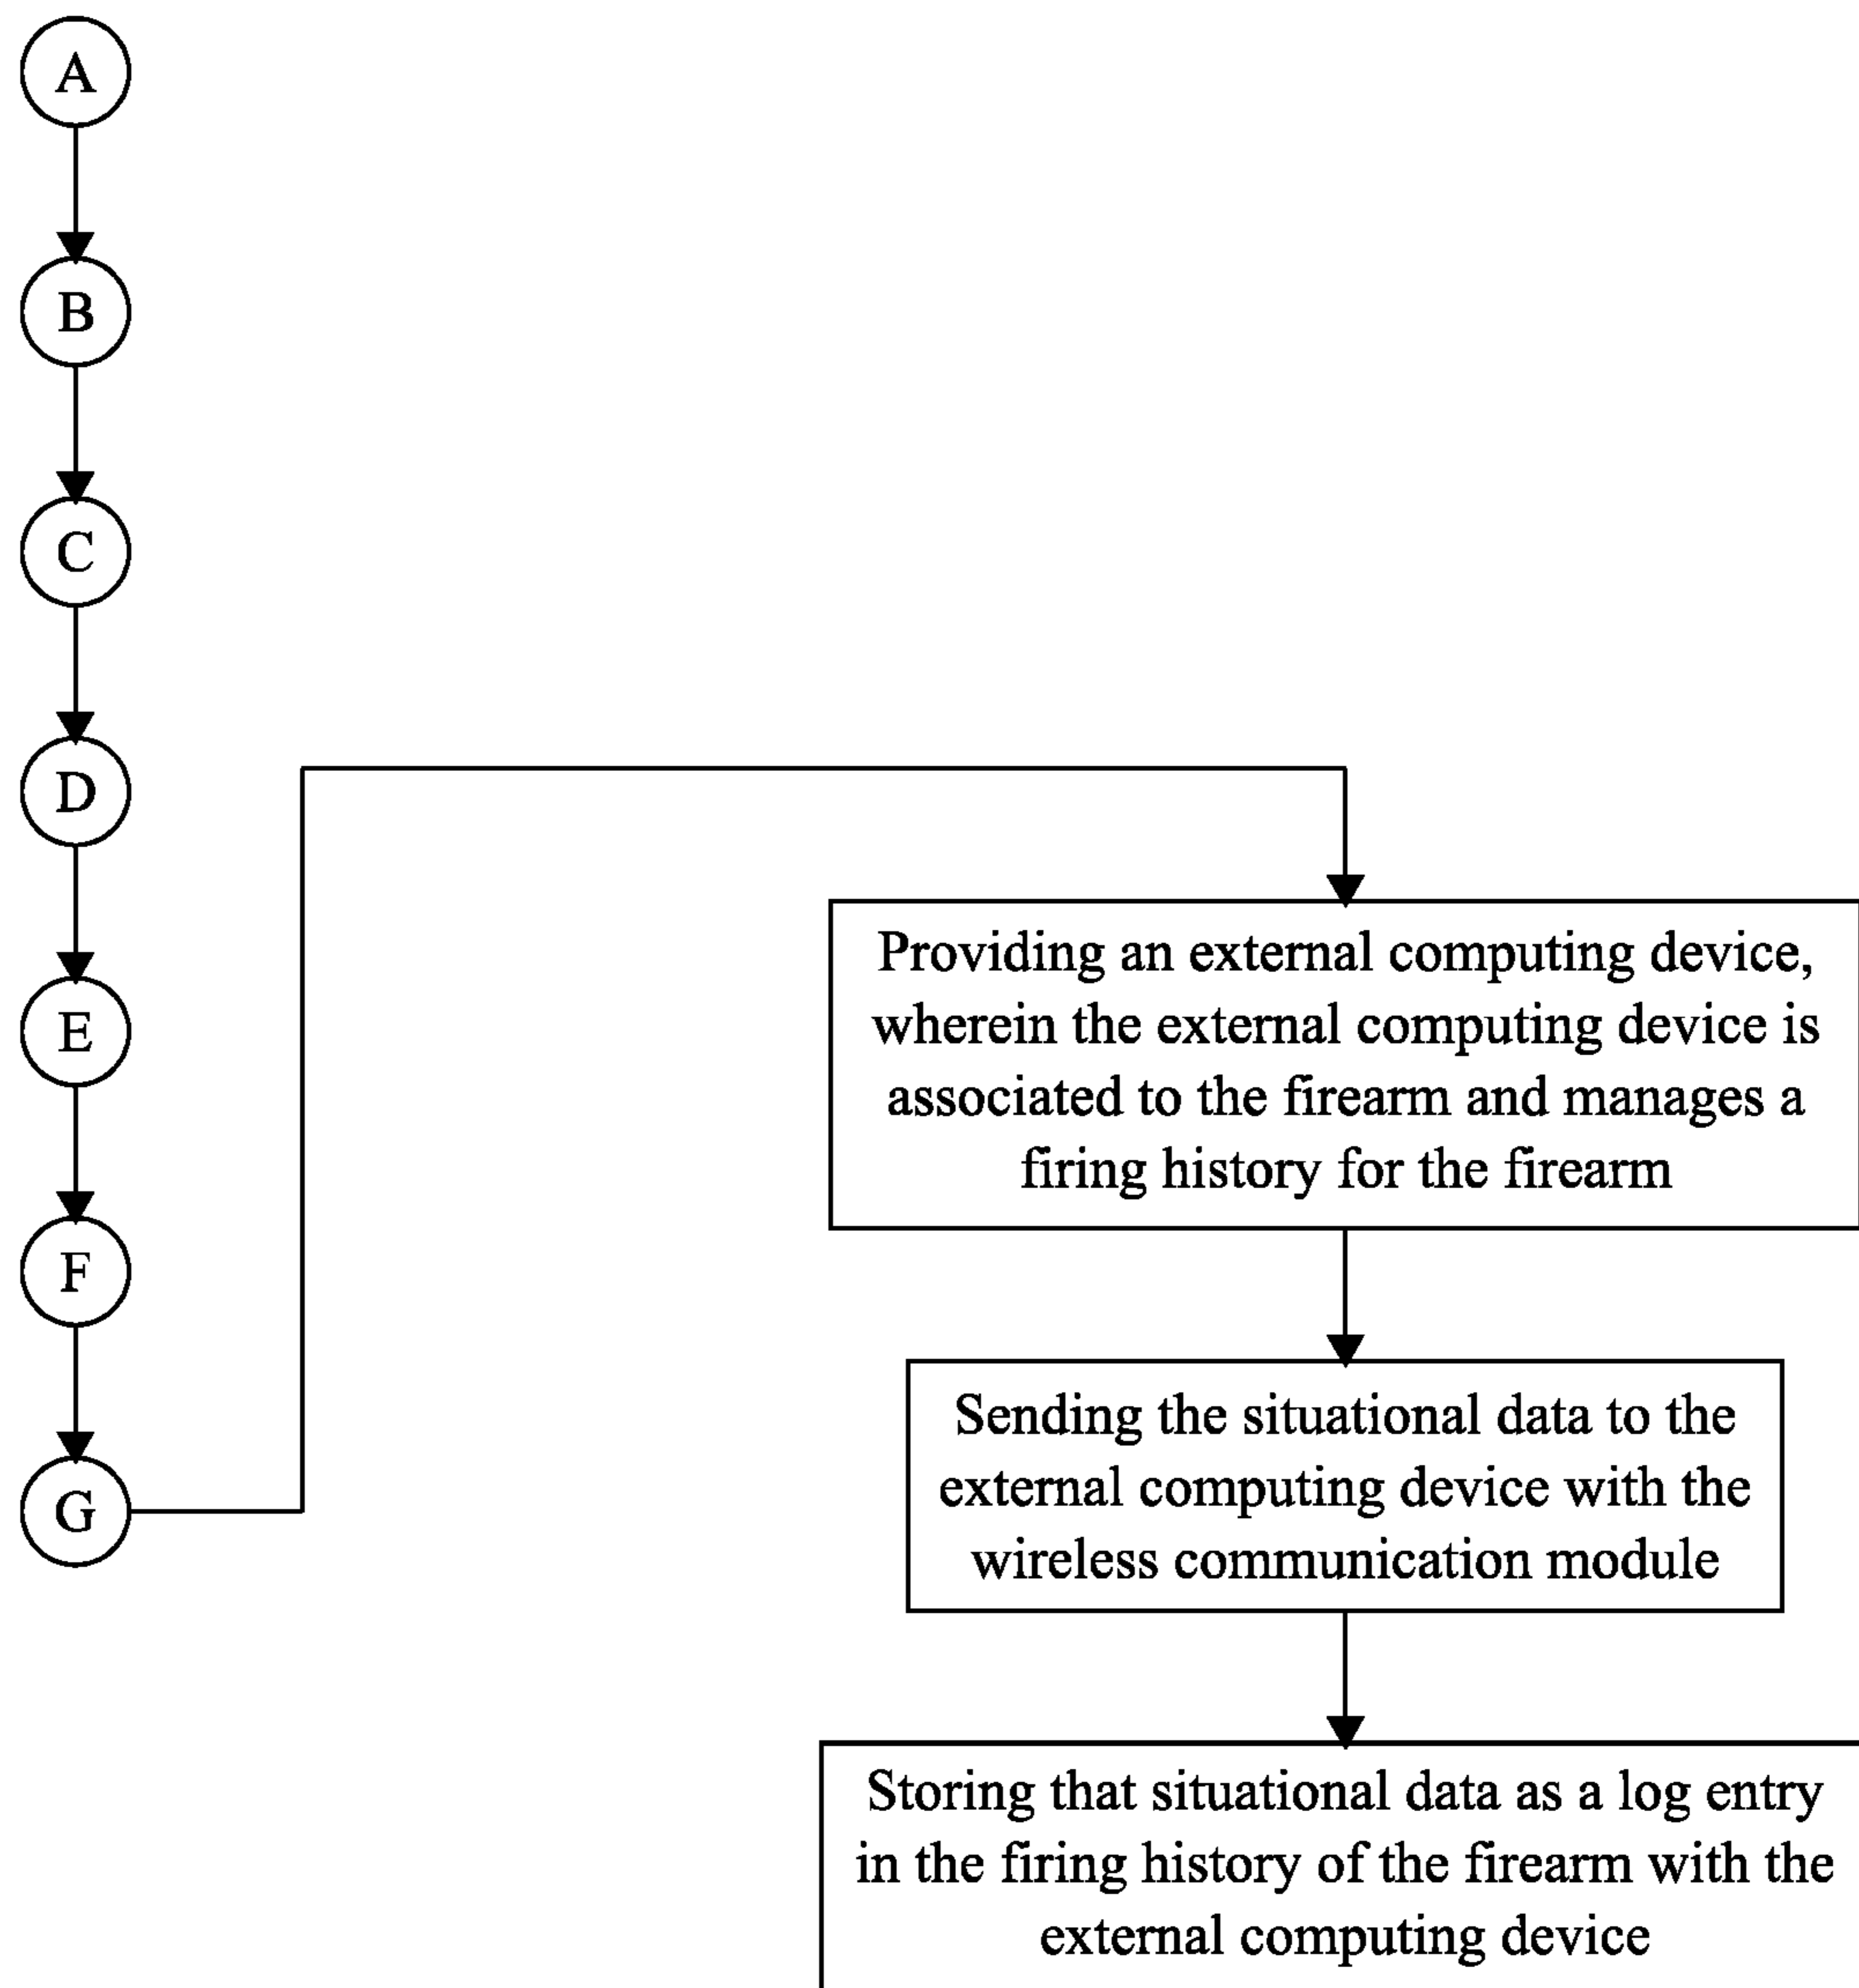 A
B
C
D
E
F
G
Providing an external computing device,
wherein the external computing device is
associated to the firearm and manages a
firing history for the firearm
Sending the situational data to the
external computing device with the
wireless communication module
Storing that situational data as a log entry
in the firing history of the firearm with the
external computing device